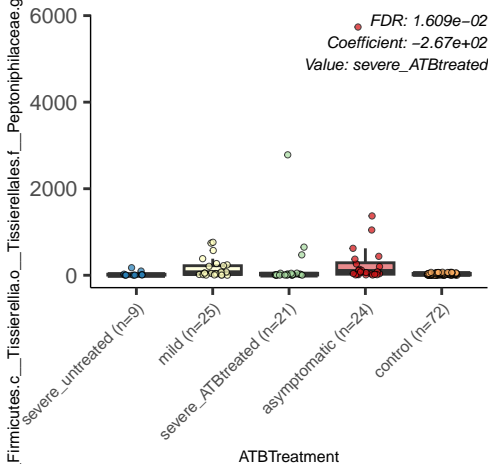 _Firmicutes.c__Tissierellia.o__Tissierellales.f__Peptoniphilaceae.g
6000
4000
2000
0
FDR: 1.609e−02
Coefficient: −2.67e+02
Value: severe_ATBtreated
severe_untreated (n=9)
mild (n=25)
severe_ATBtreated (n=21)
asymptomatic (n=24)
control (n=72)
ATBTreatment